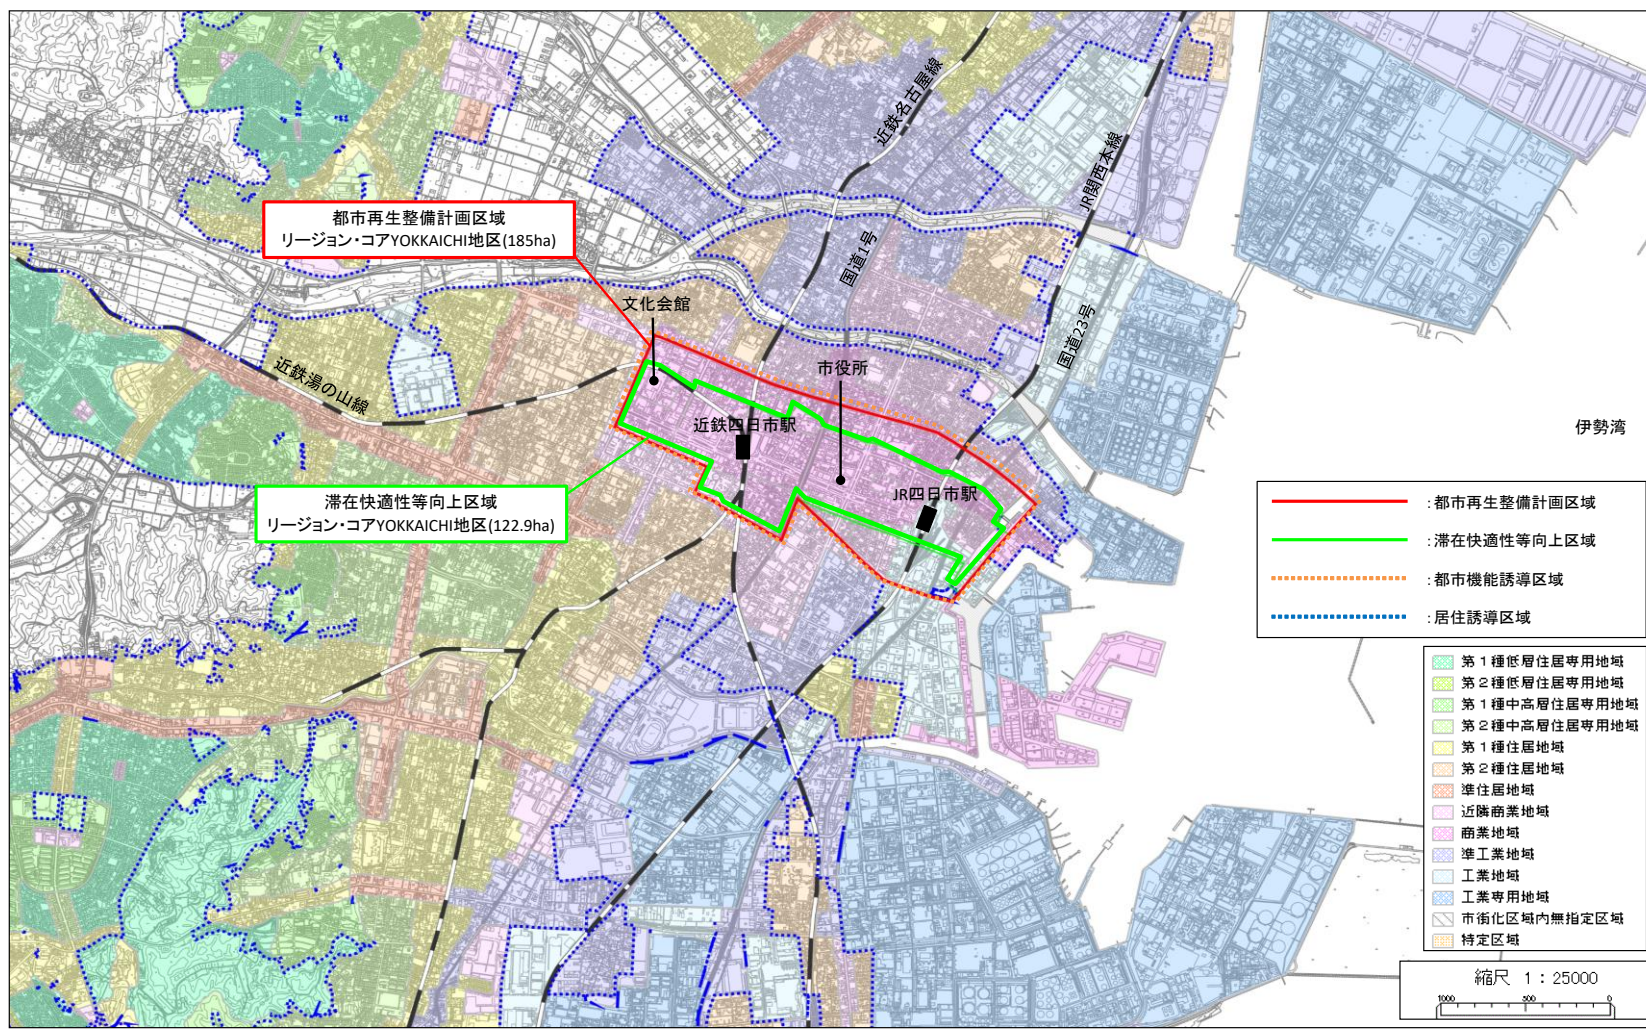 近鉄名古屋線
JR関西本線
都市再生整備計画区域
リージョン・コアYOKKAICHI地区(185ha)
国道1号
文化会館
国道23号
市役所
近鉄湯の山線
近鉄四日市駅
伊勢湾
JR四日市駅
滞在快適性等向上区域
リージョン・コアYOKKAICHI地区(122.9ha)
:都市再生整備計画区域
:滞在快適性等向上区域
:都市機能誘導区域
:居住誘導区域
第1種低層住居専用地域
第2種低層住居専用地域
第1種中高層住居専用地域
第2種中高層住居専用地域
第1種住居地域
第2種住居地域
準住居地域
近隣商業地域
商業地域
準工業地域
工業地域
工業専用地域
市街化区域内無指定区域
特定区域
縮尺 1:25000
1000 500 0